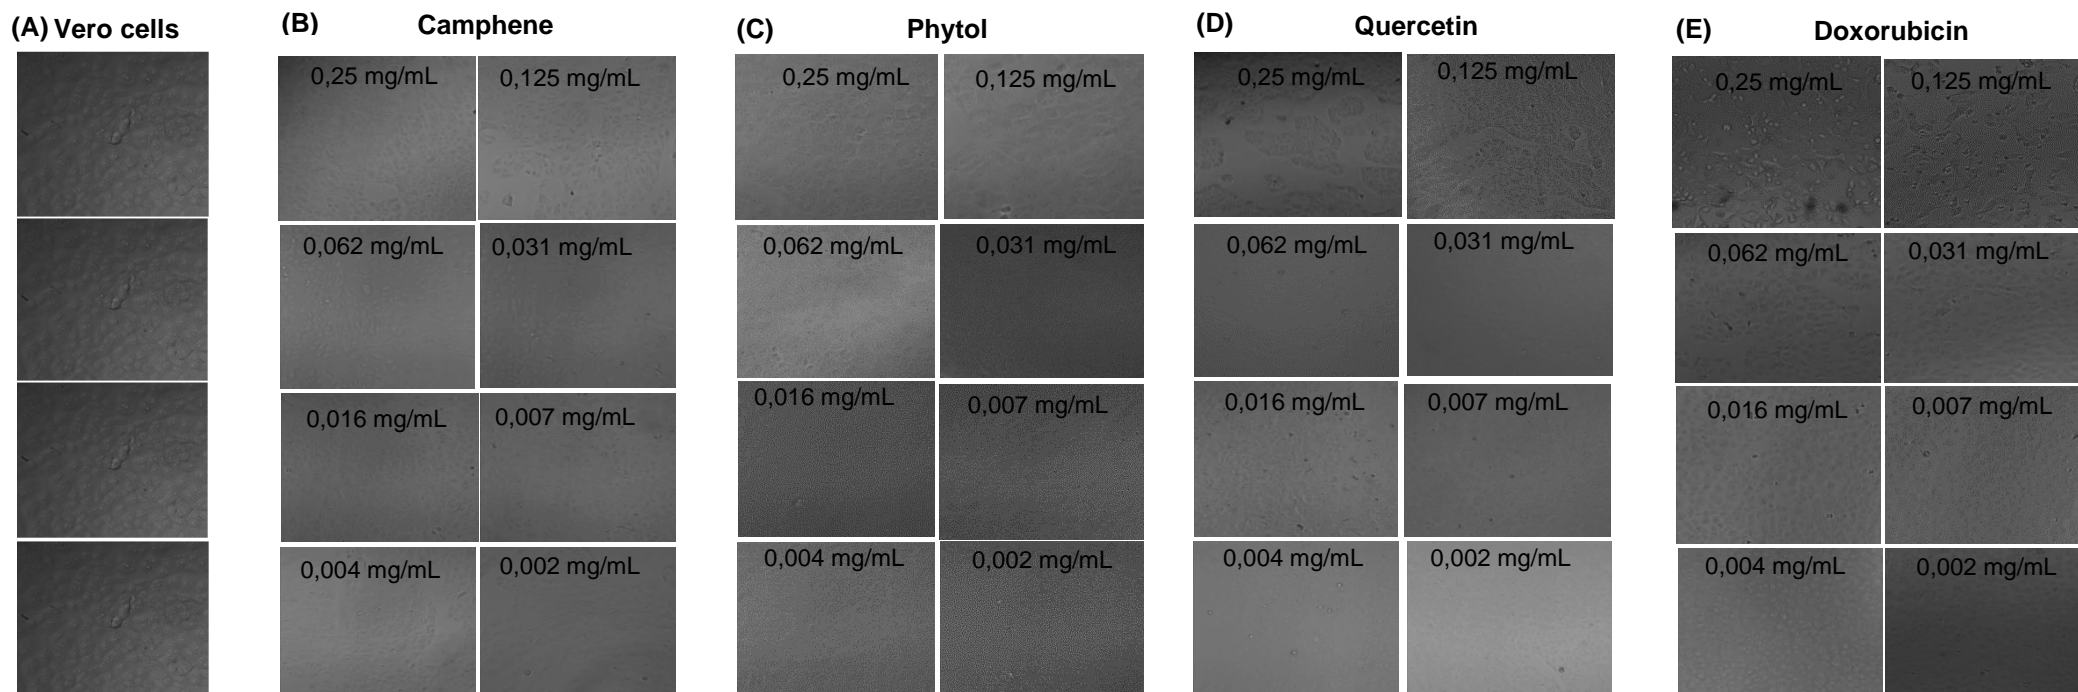 (A) Vero cells
(B) Camphene
0,25 mg/mL
0,125 mg/mL
0,062 mg/mL
0,031 mg/mL
0,016 mg/mL
0,007 mg/mL
0,004 mg/mL
0,002 mg/mL
(C) Phytol
0,25 mg/mL
0,125 mg/mL
0,062 mg/mL
0,031 mg/mL
0,016 mg/mL
0,007 mg/mL
0,004 mg/mL
0,002 mg/mL
(D) Quercetin
0,25 mg/mL
0,125 mg/mL
0,062 mg/mL
0,031 mg/mL
0,016 mg/mL
0,007 mg/mL
0,004 mg/mL
0,002 mg/mL
(E) Doxorubicin
0,25 mg/mL
0,125 mg/mL
0,062 mg/mL
0,031 mg/mL
0,016 mg/mL
0,007 mg/mL
0,004 mg/mL
0,002 mg/mL